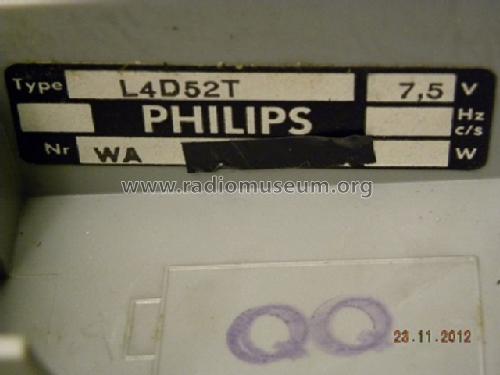 Type L4D52T 7,5 V
PHILIPS Hz
c/s
Nr WA W
www.radiomuseum.org
QQ
23.11.2012